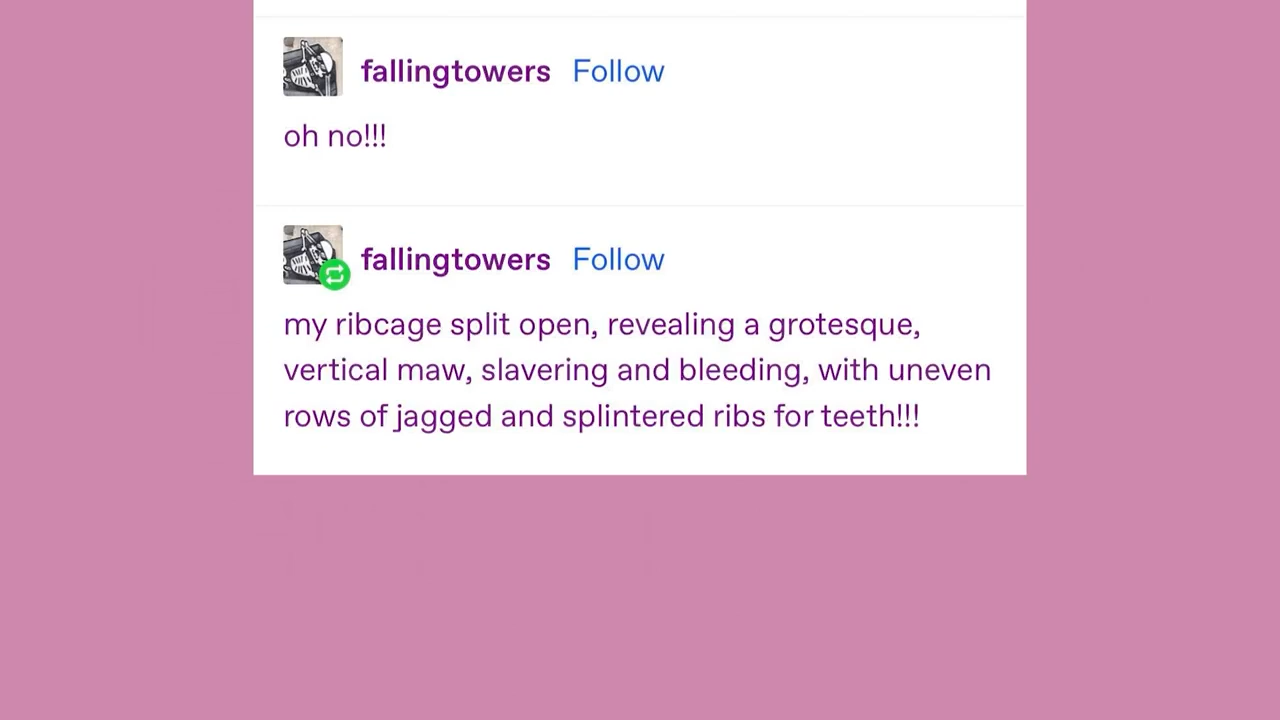 fallingtowers Follow
oh no!!!
fallingtowers Follow
my ribcage split open, revealing a grotesque,
vertical maw, slavering and bleeding, with uneven
rows of jagged and splintered ribs for teeth!!!